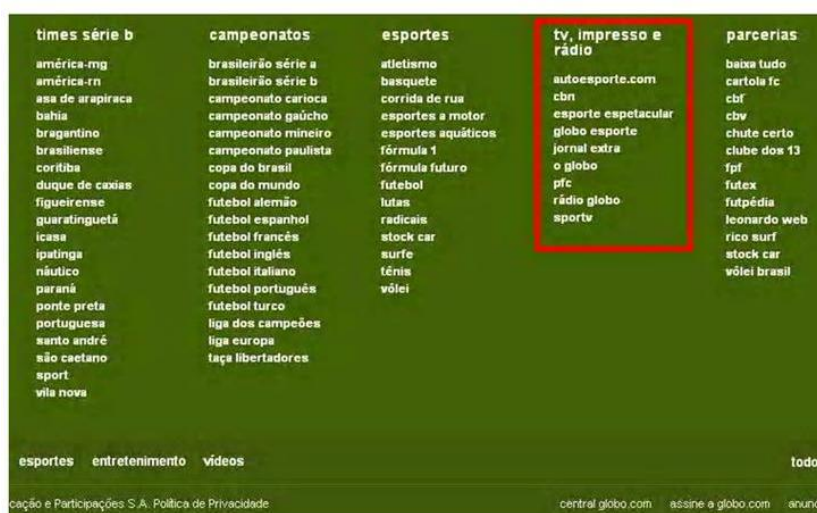 times série b
américa-mg
américa-rn
asa de arapiraca
bahia
bragantino
brasiliense
coritiba
duque de caxias
figueirense
guaratinguetá
icasa
ipatinga
náutico
paraná
ponte preta
portuguesa
santo andré
são caetano
sport
vila nova
campeonatos
brasileirão série a
brasileirão série b
campeonato carioca
campeonato gaúcho
campeonato mineiro
campeonato paulista
copa do brasil
copa do mundo
futebol alemão
futebol espanhol
futebol francês
futebol inglês
futebol italiano
futebol português
futebol turco
liga dos campeões
liga europa
taça libertadores
esportes
atletismo
basquete
corrida de rua
esportes a motor
esportes aquáticos
fórmula 1
fórmula futuro
futebol
lutas
radicais
stock car
surfe
tênis
vôlei
tv, impresso e
rádio
autoesporte.com
cbn
esporte espetacular
globo esporte
jornal extra
o globo
pfc
rádio globo
sportv
parcerias
baixa tudo
cartola fc
cbf
cbv
chute certo
clube dos 13
fpf
futex
futpédia
leonardo web
rico surf
stock car
vôlei brasil
esportes entretenimento vídeos todo
cação e Participações S.A. Política de Privacidade central globo.com assine a globo.com anunc